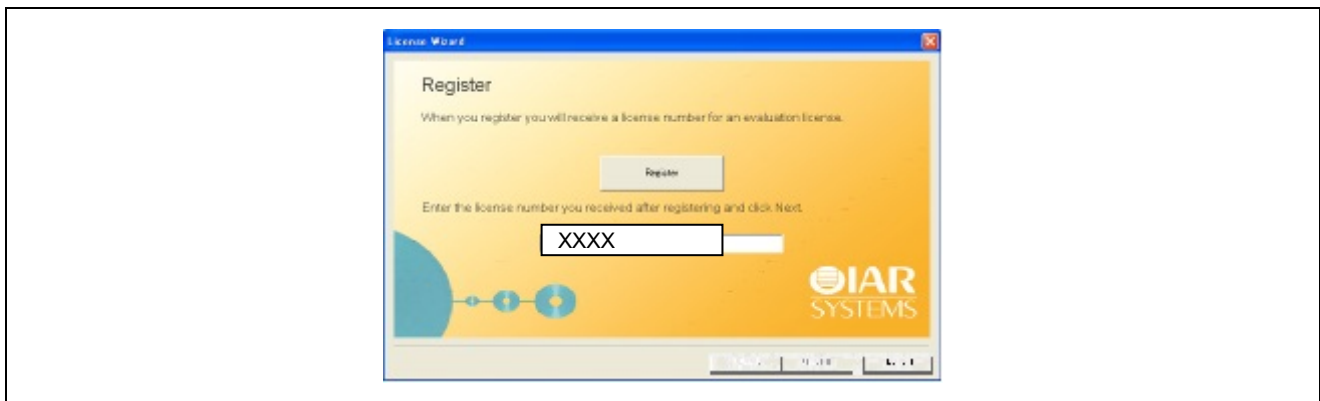 License Wizard
Register
When you register you will receive a license number for an evaluation license.
Register
Enter the license number you received after registering and click Next.
XXXX
IAR
SYSTEMS